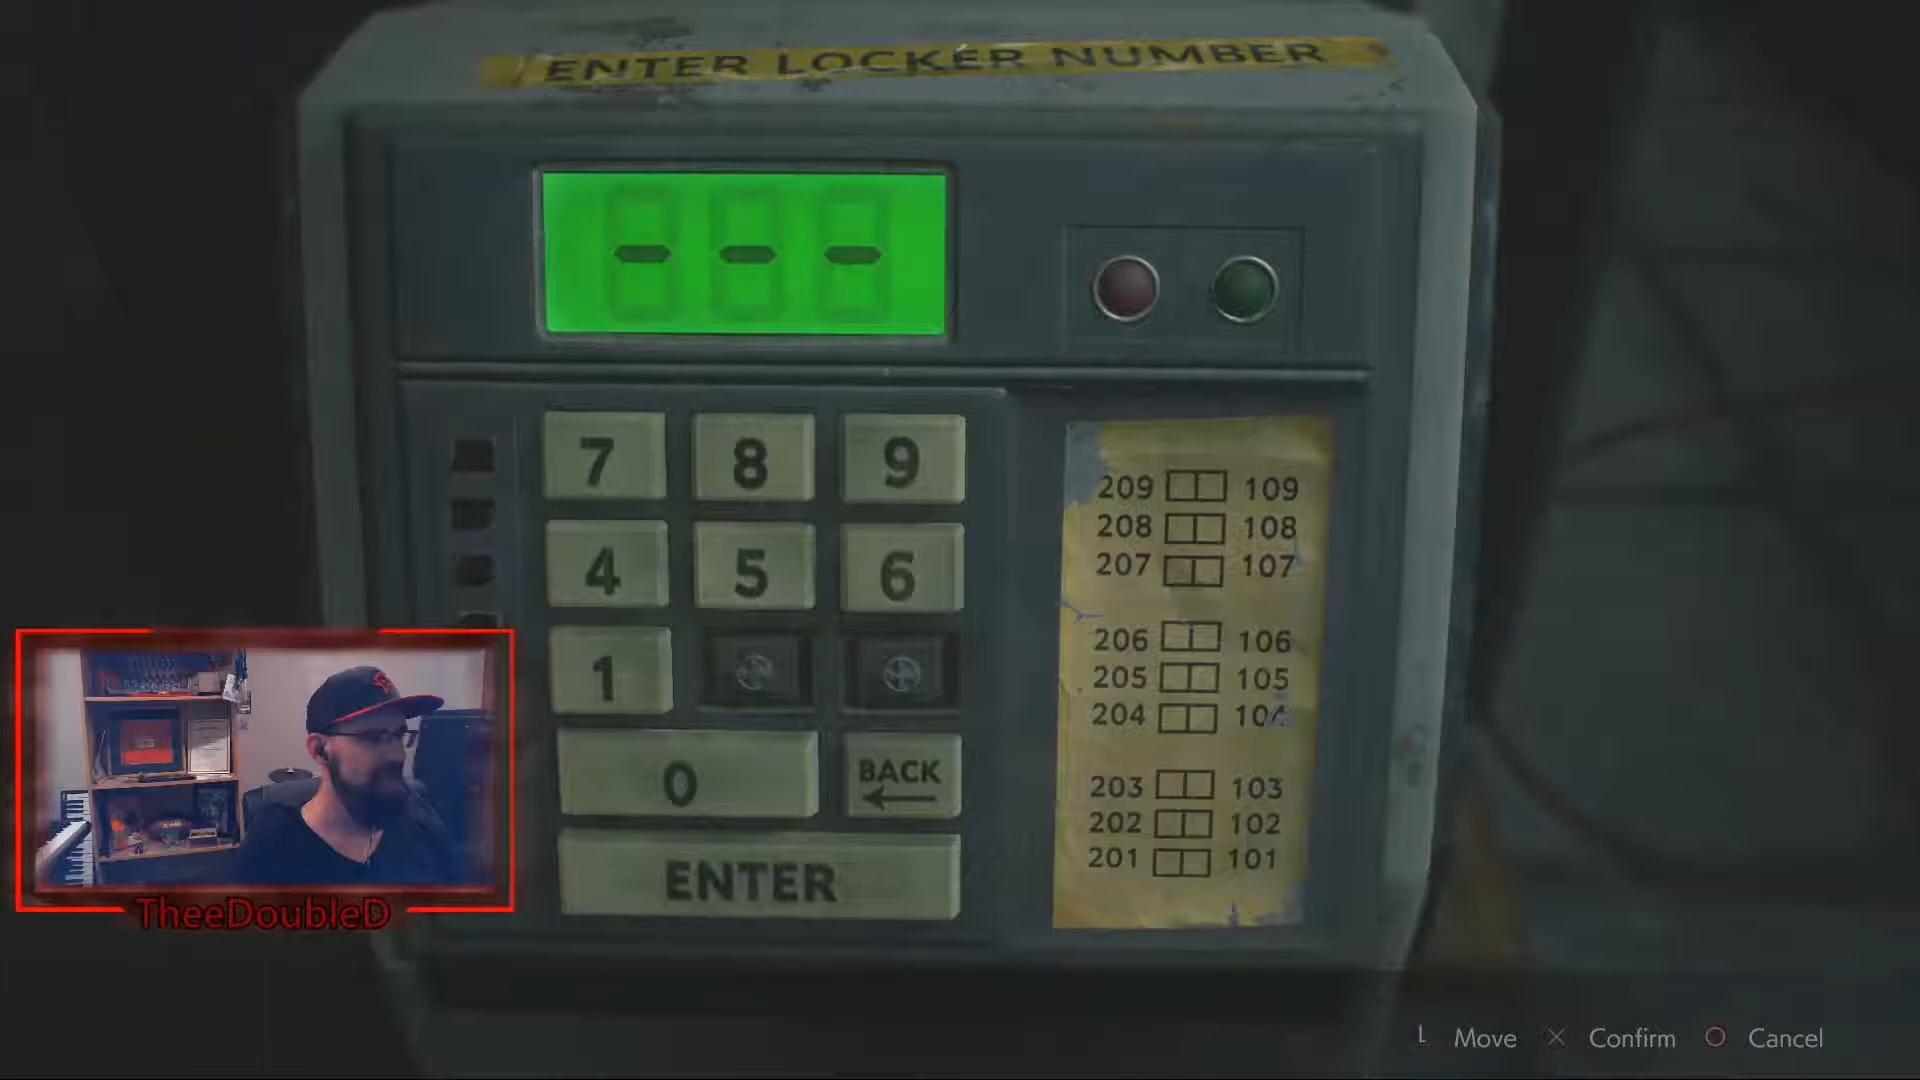 ENTER LOCKER NUMBER
- - -
7 8 9
4 5 6
1
0 BACK
ENTER
209 109
208 108
207 107
206 106
205 105
204 104
203 103
202 102
201 101
TheeDoubleD
L Move X Confirm O Cancel